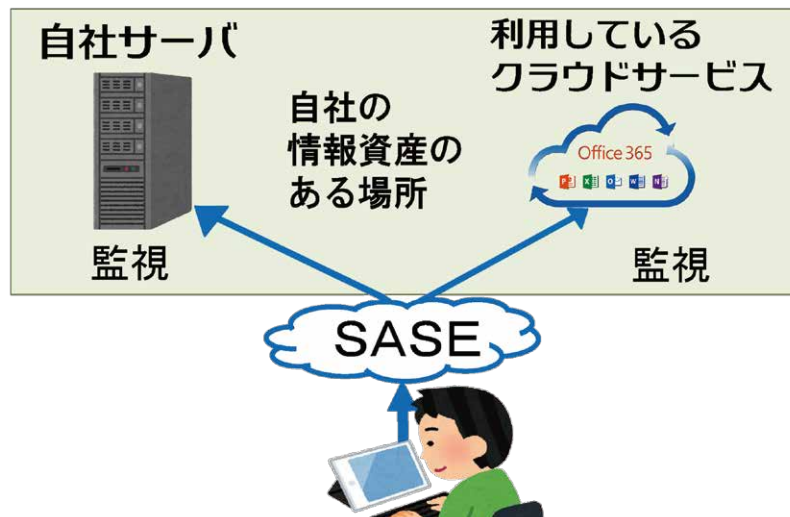 自社サーバ
利用している
クラウドサービス
自社の
情報資産の
ある場所
Office 365
監視
監視
SASE